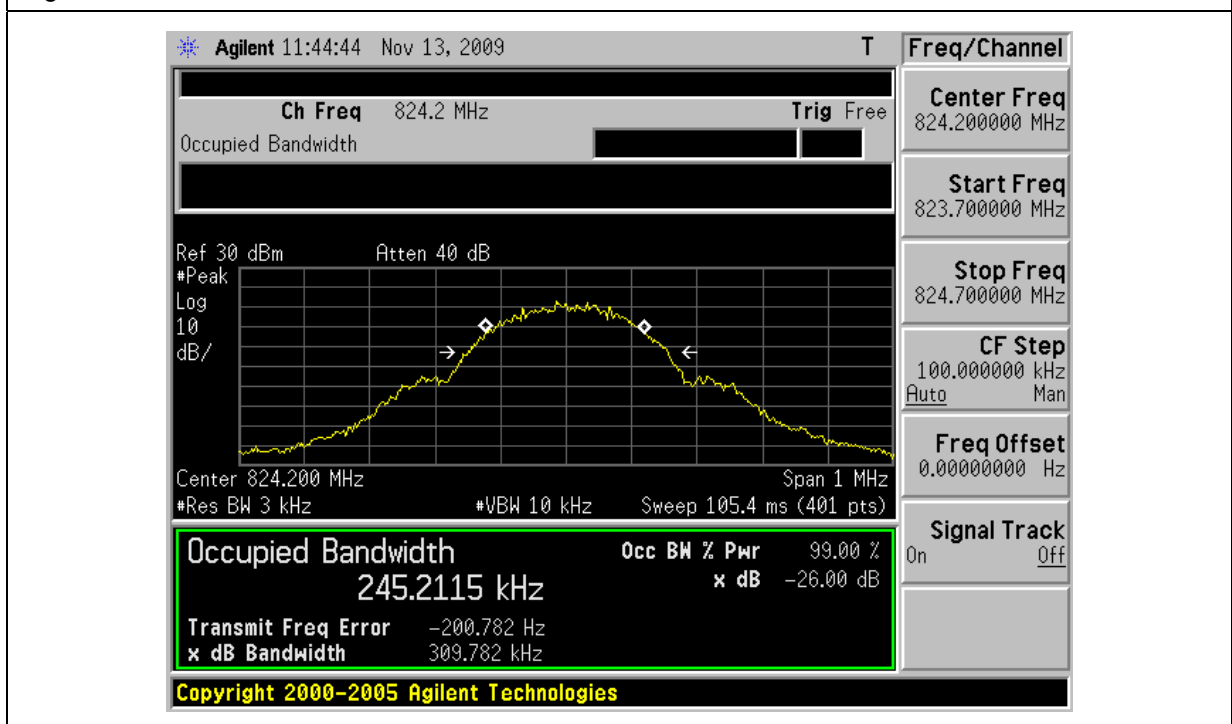 Agilent 11:44:44 Nov 13, 2009 T
Freq/Channel
Ch Freq 824.2 MHz Trig Free
Occupied Bandwidth
Center Freq
824.200000 MHz
Start Freq
823.700000 MHz
Stop Freq
824.700000 MHz
CF Step
100.000000 kHz
Auto Man
Freq Offset
0.00000000 Hz
Signal Track
On Off
Ref 30 dBm Atten 40 dB
#Peak
Log
10
dB/
Center 824.200 MHz Span 1 MHz
#Res BW 3 kHz #VBW 10 kHz Sweep 105.4 ms (401 pts)
Occupied Bandwidth
245.2115 kHz
Occ BW % Pwr 99.00 %
x dB -26.00 dB
Transmit Freq Error -200.782 Hz
x dB Bandwidth 309.782 kHz
Copyright 2000-2005 Agilent Technologies